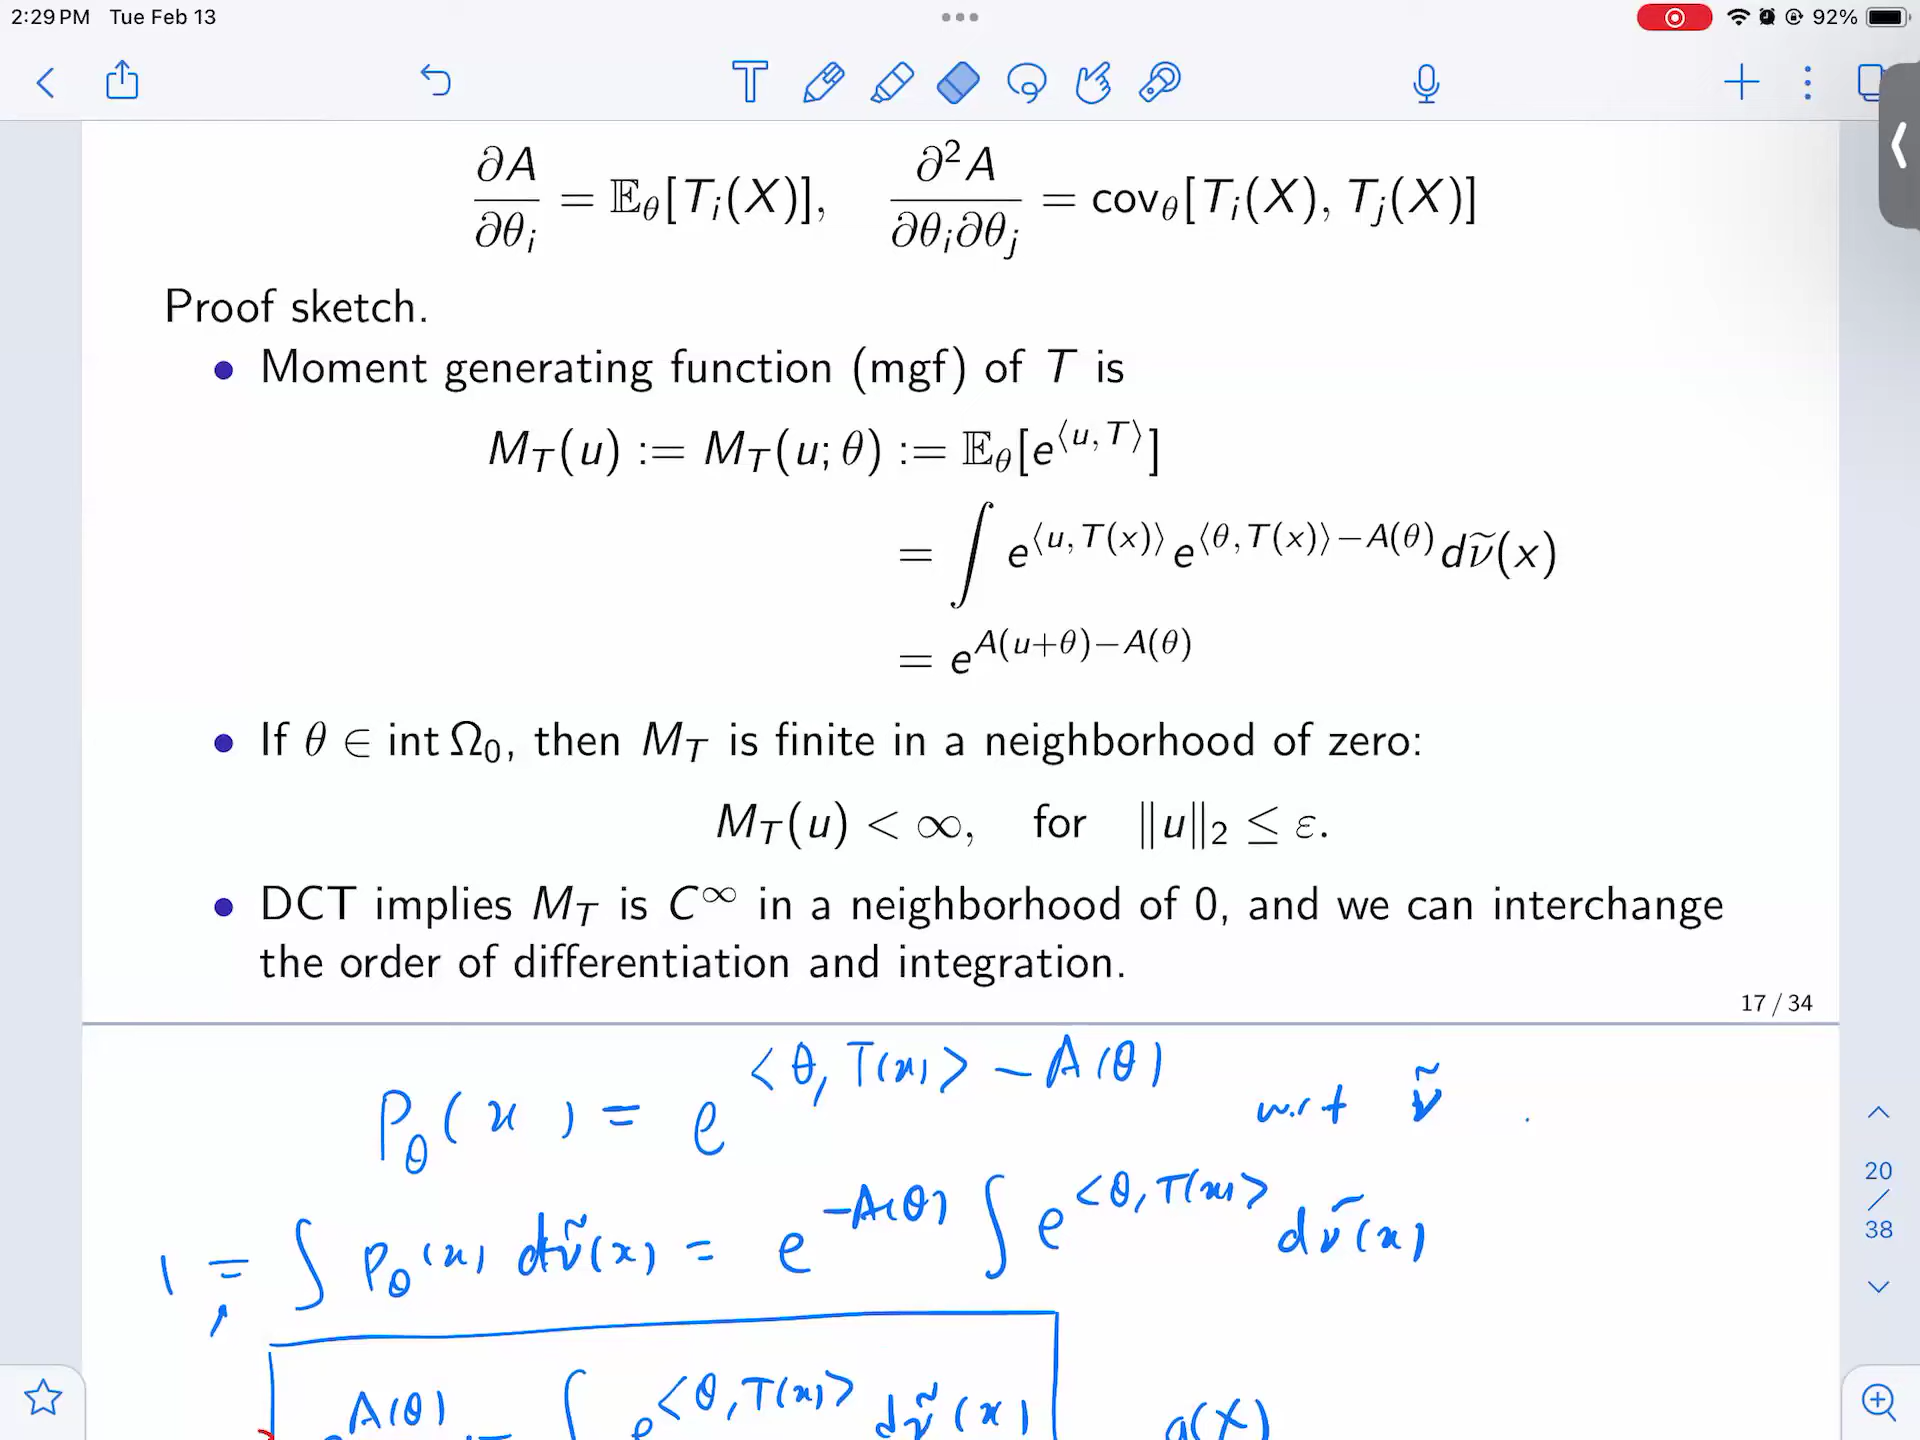 2:29 PM Tue Feb 13 92%
∂A/∂θ_i = 𝔼_θ[T_i(X)], ∂²A/∂θ_i∂θ_j = cov_θ[T_i(X), T_j(X)]
Proof sketch.
• Moment generating function (mgf) of T is
M_T(u) := M_T(u; θ) := 𝔼_θ[e^{⟨u,T⟩}]
= ∫ e^{⟨u,T(x)⟩} e^{⟨θ,T(x)⟩−A(θ)} dν̃(x)
= e^{A(u+θ)−A(θ)}
• If θ ∈ int Ω₀, then M_T is finite in a neighborhood of zero:
M_T(u) < ∞, for ‖u‖₂ ≤ ε.
• DCT implies M_T is C^∞ in a neighborhood of 0, and we can interchange
the order of differentiation and integration.
17 / 34
P_θ(x) = e^{<θ, T(x)> − A(θ)} w.r.t ν̃ .
1 = ∫ P_θ(x) dν̃(x) = e^{−A(θ)} ∫ e^{<θ, T(x)>} dν̃(x)
e^{A(θ)} = ∫ e^{<θ, T(x)>} dν̃(x)
g(X)
20
/
38